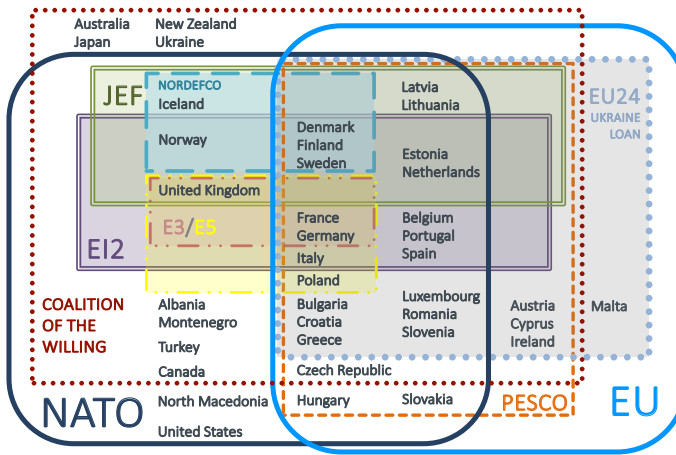 Australia
Japan
New Zealand
Ukraine
JEF
NORDEFCO
Iceland
Norway
Latvia
Lithuania
EU24
UKRAINE
LOAN
Denmark
Finland
Sweden
Estonia
Netherlands
United Kingdom
E3/E5
France
Germany
Belgium
Portugal
Spain
EI2
Italy
Poland
COALITION
OF THE
WILLING
Albania
Montenegro
Turkey
Canada
Bulgaria
Croatia
Greece
Luxembourg
Romania
Slovenia
Austria
Cyprus
Ireland
Malta
Czech Republic
NATO
North Macedonia
United States
Hungary
Slovakia
PESCO
EU